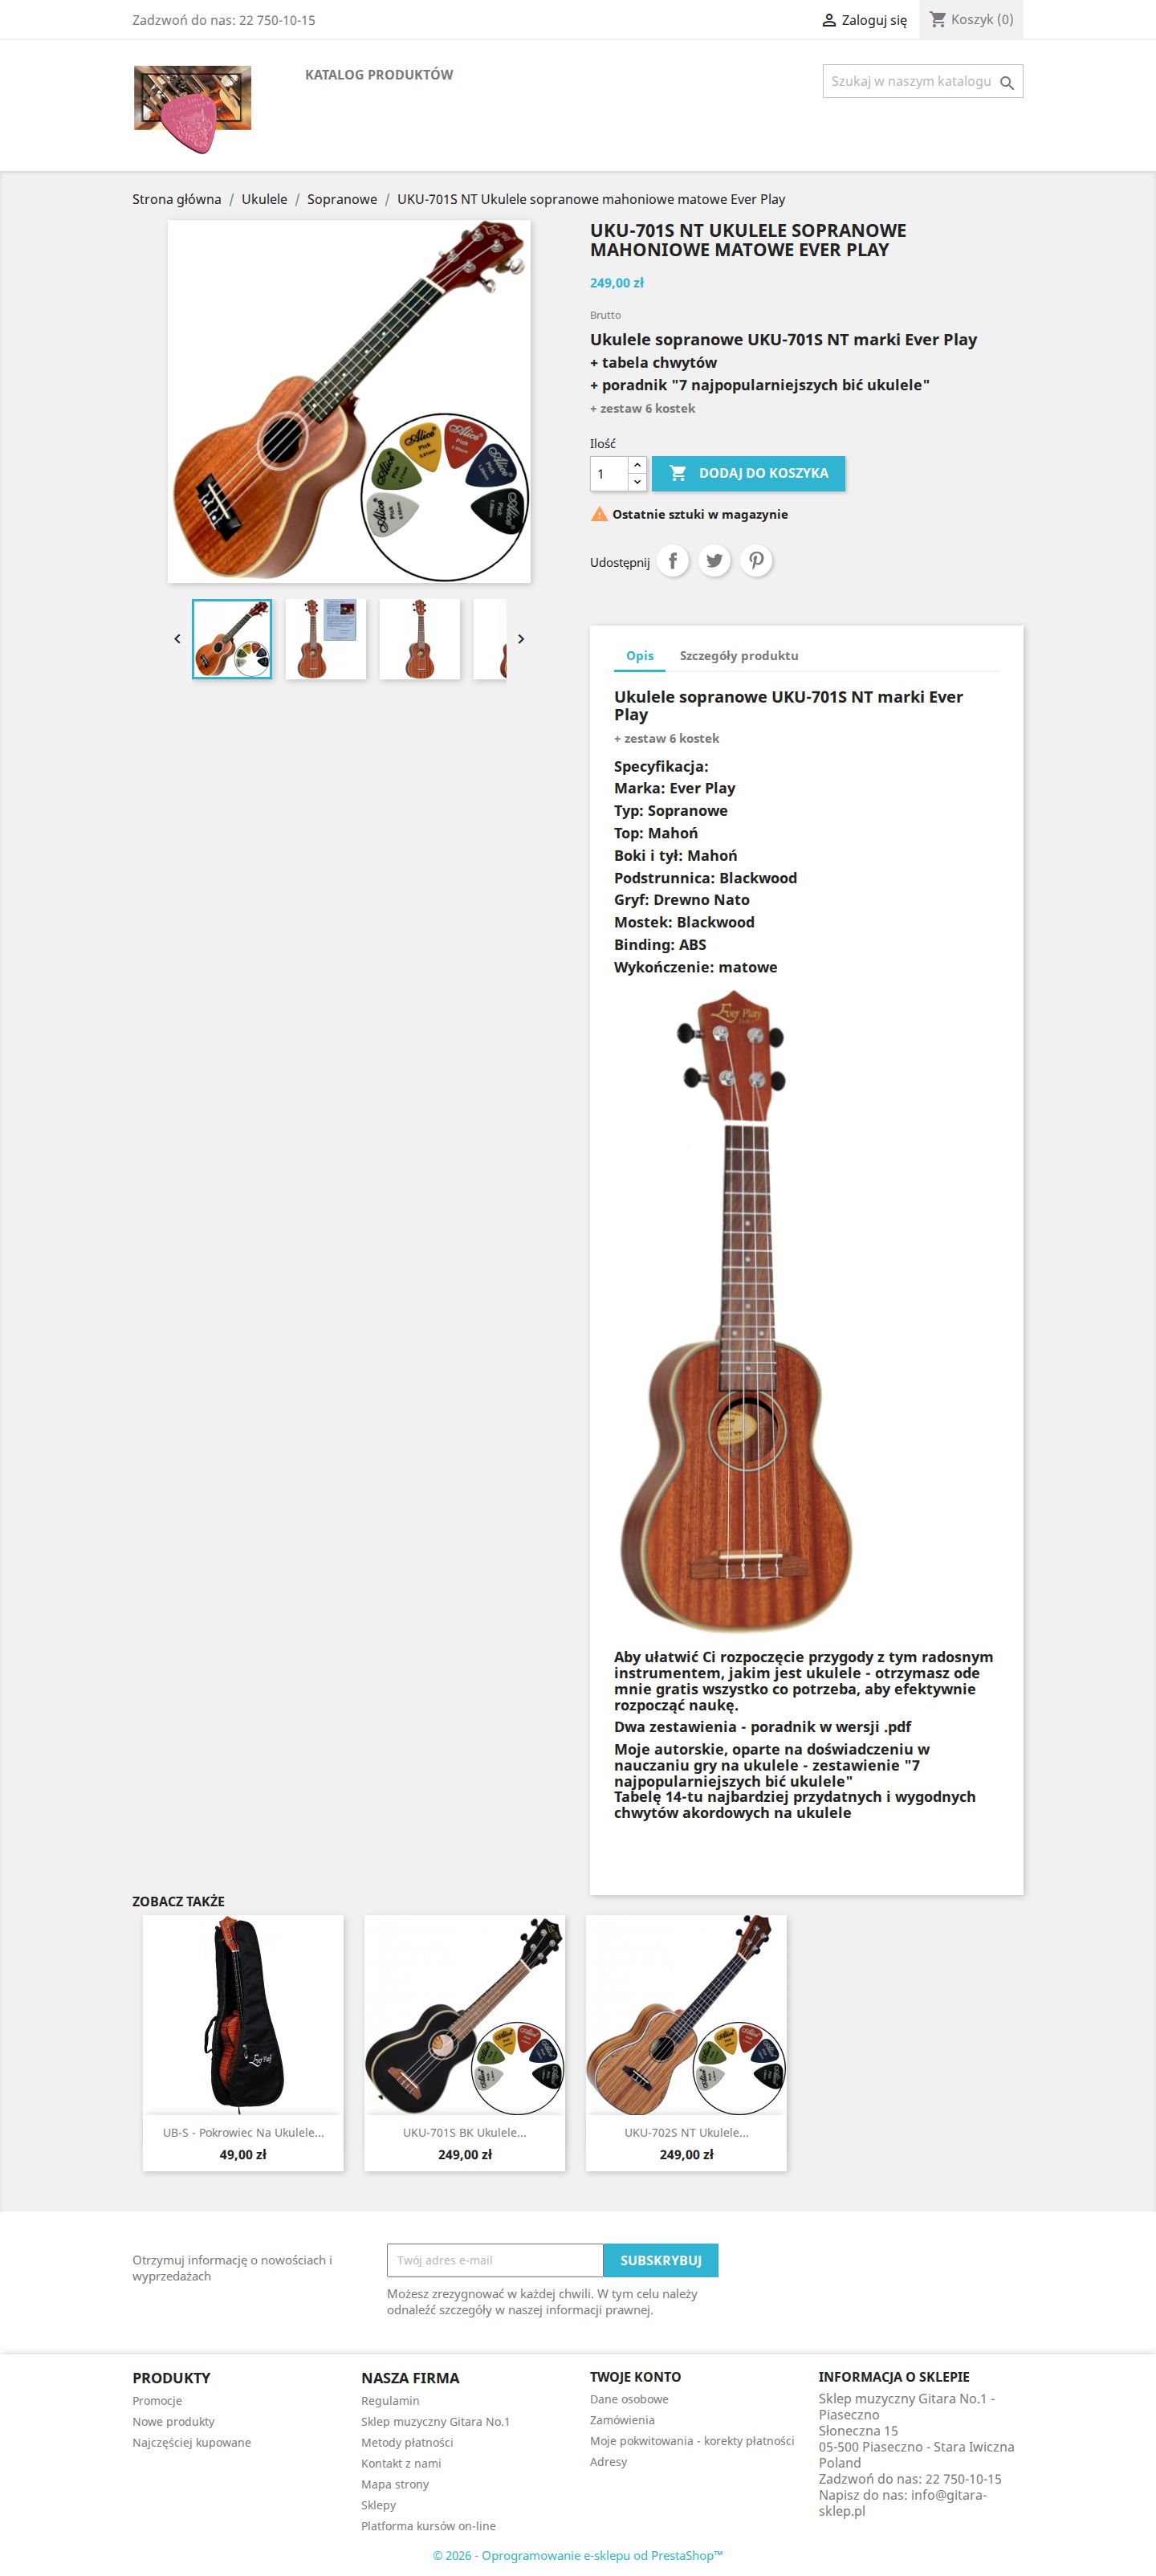 Zadzwoń do nas: 22 750-10-15
Zaloguj się
Koszyk (0)
KATALOG PRODUKTÓW
Szukaj w naszym katalogu
Strona główna / Ukulele / Sopranowe / UKU-701S NT Ukulele sopranowe mahoniowe matowe Ever Play
UKU-701S NT UKULELE SOPRANOWE
MAHONIOWE MATOWE EVER PLAY
249,00 zł
Brutto
Ukulele sopranowe UKU-701S NT marki Ever Play
+ tabela chwytów
+ poradnik "7 najpopularniejszych bić ukulele"
+ zestaw 6 kostek
Ilość
1
DODAJ DO KOSZYKA
Ostatnie sztuki w magazynie
Udostępnij
Opis
Szczegóły produktu
Ukulele sopranowe UKU-701S NT marki Ever
Play
+ zestaw 6 kostek
Specyfikacja:
Marka: Ever Play
Typ: Sopranowe
Top: Mahoń
Boki i tył: Mahoń
Podstrunnica: Blackwood
Gryf: Drewno Nato
Mostek: Blackwood
Binding: ABS
Wykończenie: matowe
Ever Play
Aby ułatwić Ci rozpoczęcie przygody z tym radosnym
instrumentem, jakim jest ukulele - otrzymasz ode
mnie gratis wszystko co potrzeba, aby efektywnie
rozpocząć naukę.
Dwa zestawienia - poradnik w wersji .pdf
Moje autorskie, oparte na doświadczeniu w
nauczaniu gry na ukulele - zestawienie "7
najpopularniejszych bić ukulele"
Tabelę 14-tu najbardziej przydatnych i wygodnych
chwytów akordowych na ukulele
ZOBACZ TAKŻE
UB-S - Pokrowiec Na Ukulele...
49,00 zł
UKU-701S BK Ukulele...
249,00 zł
UKU-702S NT Ukulele...
249,00 zł
Otrzymuj informację o nowościach i
wyprzedażach
Twój adres e-mail
SUBSKRYBUJ
Możesz zrezygnować w każdej chwili. W tym celu należy
odnaleźć szczegóły w naszej informacji prawnej.
PRODUKTY
Promocje
Nowe produkty
Najczęściej kupowane
NASZA FIRMA
Regulamin
Sklep muzyczny Gitara No.1
Metody płatności
Kontakt z nami
Mapa strony
Sklepy
Platforma kursów on-line
TWOJE KONTO
Dane osobowe
Zamówienia
Moje pokwitowania - korekty płatności
Adresy
INFORMACJA O SKLEPIE
Sklep muzyczny Gitara No.1 -
Piaseczno
Słoneczna 15
05-500 Piaseczno - Stara Iwiczna
Poland
Zadzwoń do nas: 22 750-10-15
Napisz do nas: info@gitara-
sklep.pl
© 2026 - Oprogramowanie e-sklepu od PrestaShop™